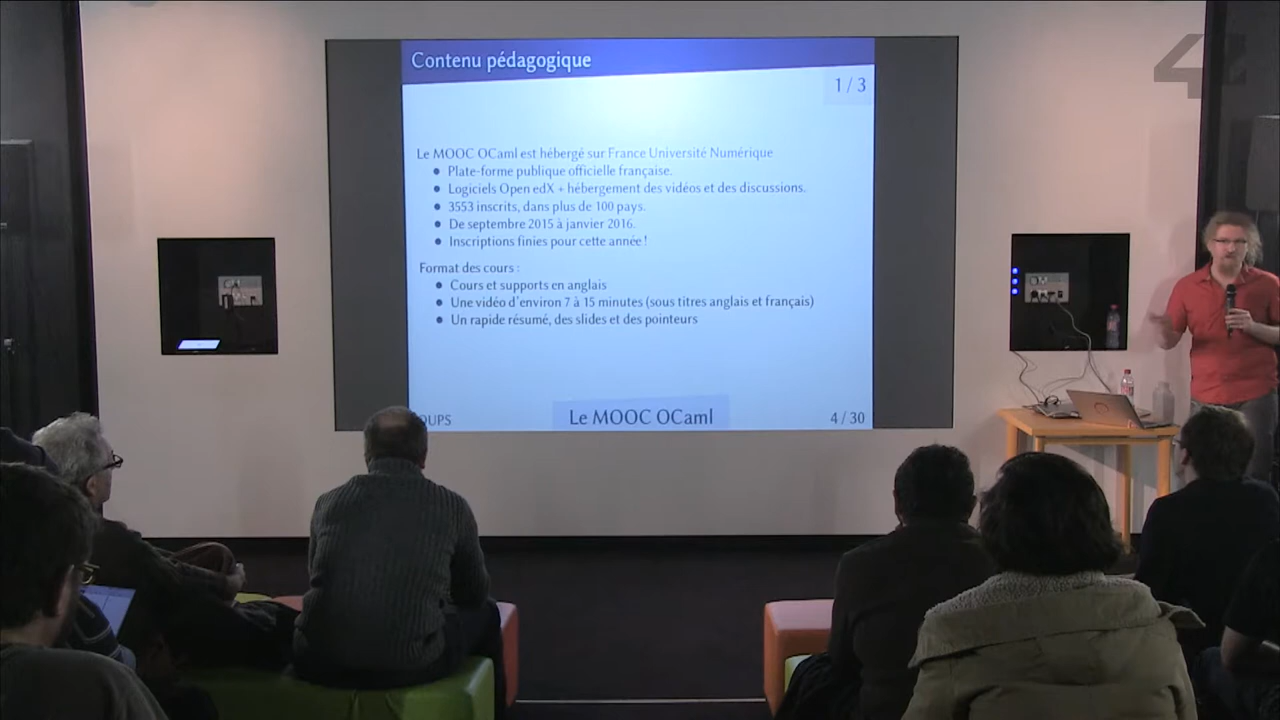 Contenu pédagogique
1 / 3
Le MOOC OCaml est hébergé sur France Université Numérique
• Plate-forme publique officielle française.
• Logiciels Open edX + hébergement des vidéos et des discussions.
• 3553 inscrits, dans plus de 100 pays.
• De septembre 2015 à janvier 2016.
• Inscriptions finies pour cette année !
Format des cours :
• Cours et supports en anglais
• Une vidéo d'environ 7 à 15 minutes (sous titres anglais et français)
• Un rapide résumé, des slides et des pointeurs
OUPS
Le MOOC OCaml
4 / 30
42